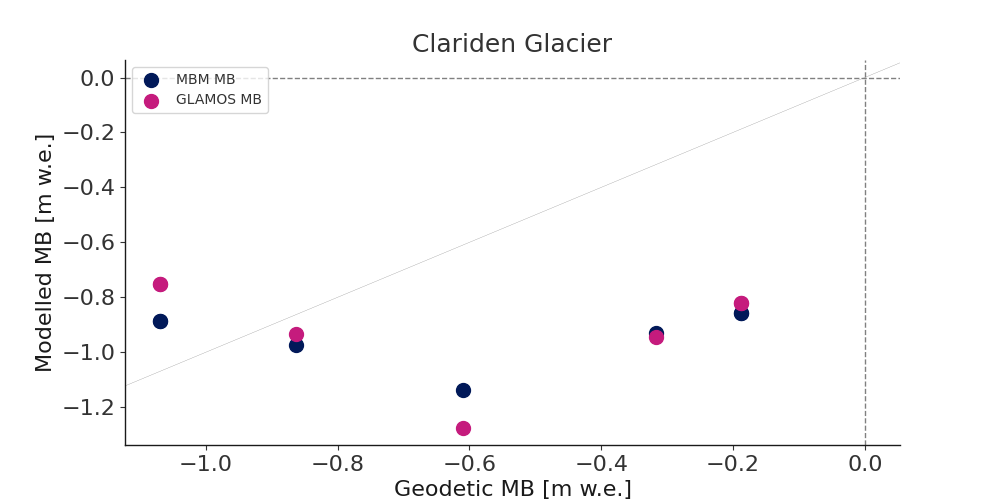 Clariden Glacier
MBM MB
GLAMOS MB
Modelled MB [m w.e.]
0.0
−0.2
−0.4
−0.6
−0.8
−1.0
−1.2
−1.0 −0.8 −0.6 −0.4 −0.2 0.0
Geodetic MB [m w.e.]